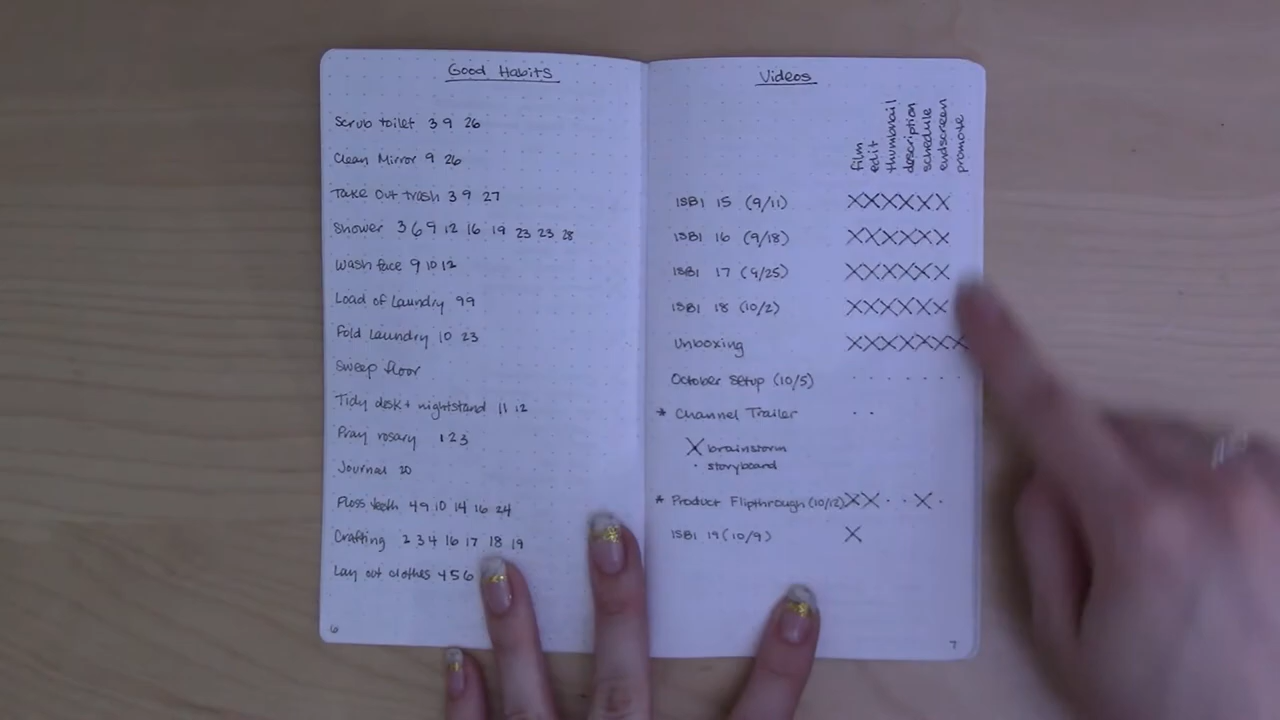 Good Habits
Scrub toilet 3 9 26
Clean Mirror 9 26
Take Out trash 3 9 27
Shower 3 6 9 12 16 19 23 23 28
Wash face 9 10 12
Load of Laundry 9 9
Fold Laundry 10 23
Sweep floor
Tidy desk + nightstand 11 12
Pray rosary 1 2 3
Journal 20
Floss teeth 4 9 10 14 16 24
Crafting 2 3 4 16 17 18 19
Lay out clothes 4 5 6
6
Videos
film
edit
thumbnail
description
schedule
endscreen
promote
ISBJ 15 (9/11) X X X X X X
ISBJ 16 (9/18) X X X X X X
ISBJ 17 (9/25) X X X X X X
ISBJ 18 (10/2) X X X X X X
Unboxing X X X X X X X
October Setup (10/5) · · · · · · ·
* Channel Trailer · ·
X brainstorm
· storyboard
* Product Flipthrough (10/12) X X · · X ·
ISBJ 19 (10/9) X
7